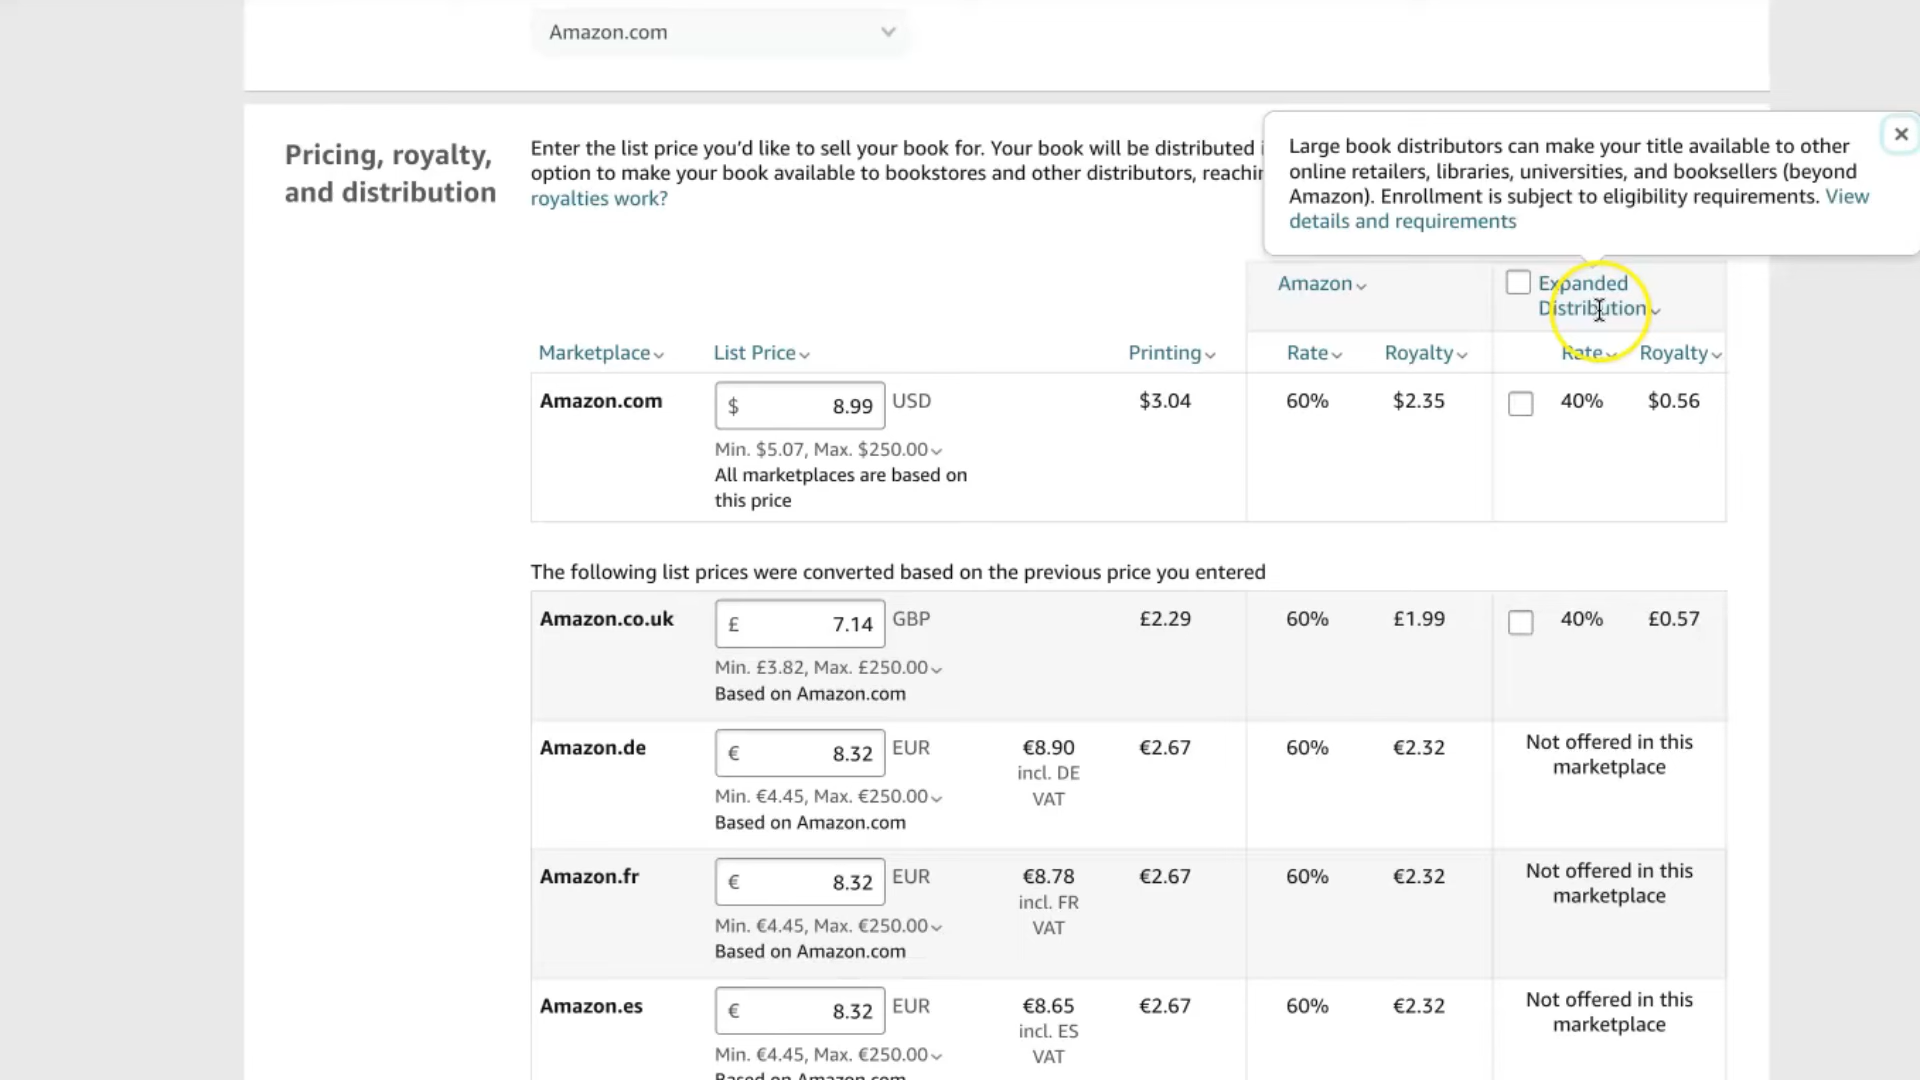 Amazon.com
Pricing, royalty,
and distribution
Enter the list price you'd like to sell your book for. Your book will be distributed
option to make your book available to bookstores and other distributors,
royalties work?
Large book distributors can make your title available to other
online retailers, libraries, universities, and booksellers (beyond
Amazon). Enrollment is subject to eligibility requirements. View
details and requirements
Amazon
Expanded
Distribution
Marketplace
List Price
Printing
Rate
Royalty
Rate
Royalty
Amazon.com
$ 8.99 USD
$3.04
60%
$2.35
40%
$0.56
Min. $5.07, Max. $250.00
All marketplaces are based on
this price
The following list prices were converted based on the previous price you entered
Amazon.co.uk
£ 7.14 GBP
£2.29
60%
£1.99
40%
£0.57
Min. £3.82, Max. £250.00
Based on Amazon.com
Amazon.de
€ 8.32 EUR
€8.90
incl. DE
VAT
€2.67
60%
€2.32
Not offered in this
marketplace
Min. €4.45, Max. €250.00
Based on Amazon.com
Amazon.fr
€ 8.32 EUR
€8.78
incl. FR
VAT
€2.67
60%
€2.32
Not offered in this
marketplace
Min. €4.45, Max. €250.00
Based on Amazon.com
Amazon.es
€ 8.32 EUR
€8.65
incl. ES
VAT
€2.67
60%
€2.32
Not offered in this
marketplace
Min. €4.45, Max. €250.00
Based on Amazon.com